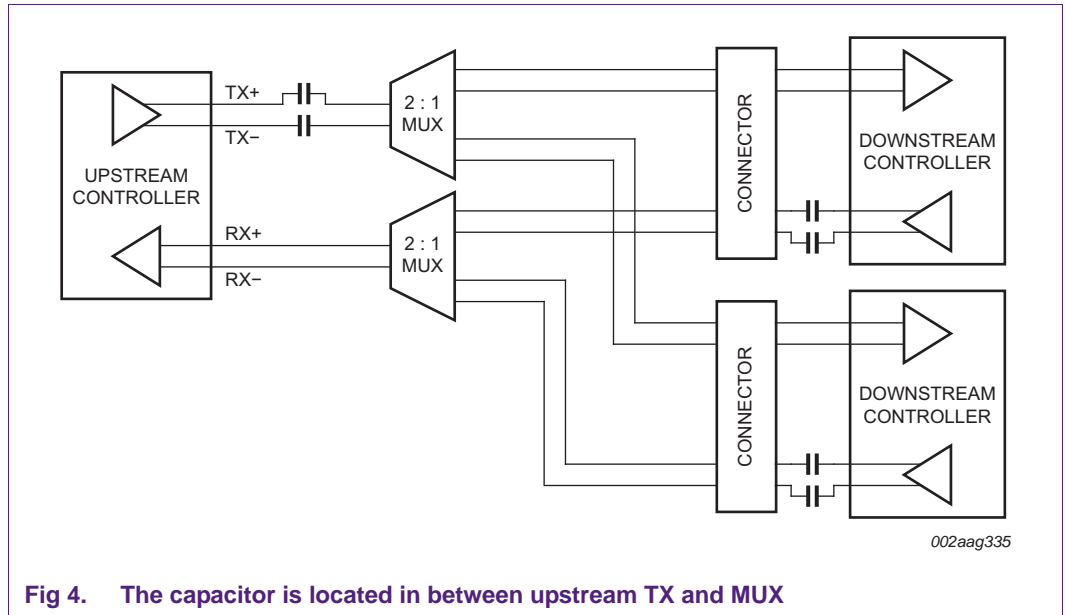 TX+
TX−
UPSTREAM
CONTROLLER
RX+
RX−
2 : 1
MUX
2 : 1
MUX
CONNECTOR
DOWNSTREAM
CONTROLLER
CONNECTOR
DOWNSTREAM
CONTROLLER
002aag335
Fig 4. The capacitor is located in between upstream TX and MUX